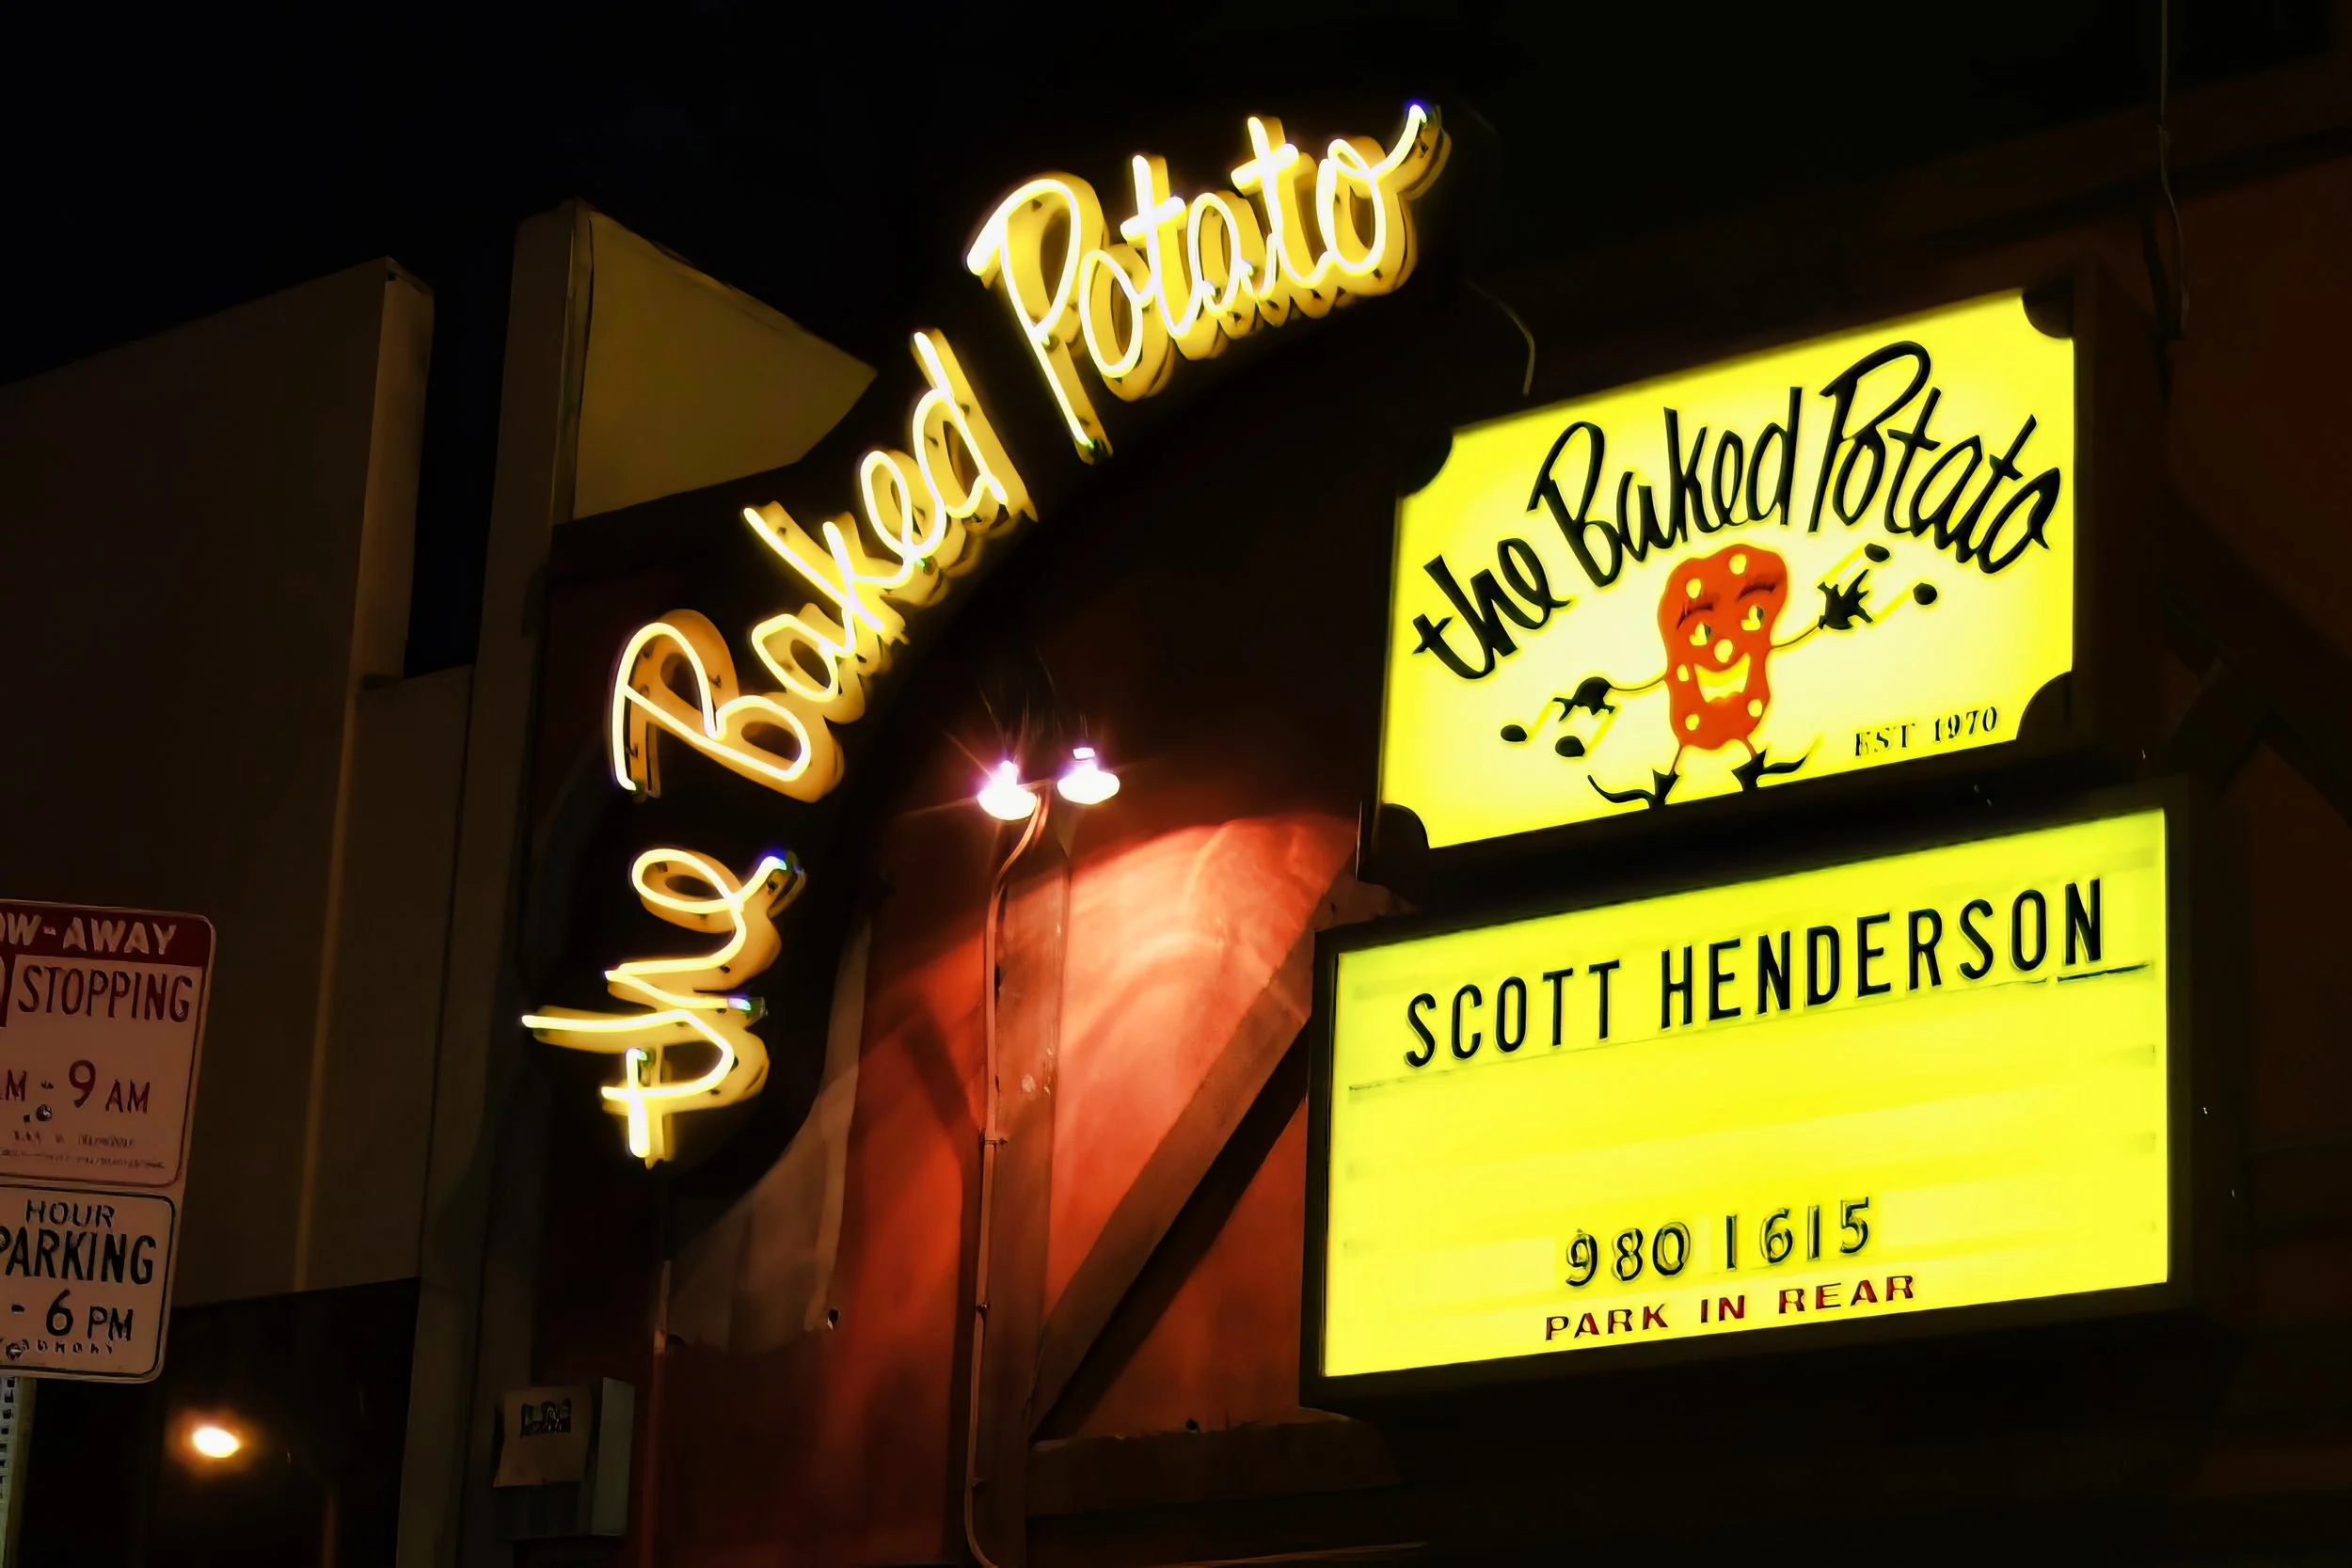 the Baked Potato
the Baked Potato
EST 1970
SCOTT HENDERSON
980 1615
PARK IN REAR
OW-AWAY
STOPPING
9 AM
HOUR
PARKING
- 6 PM